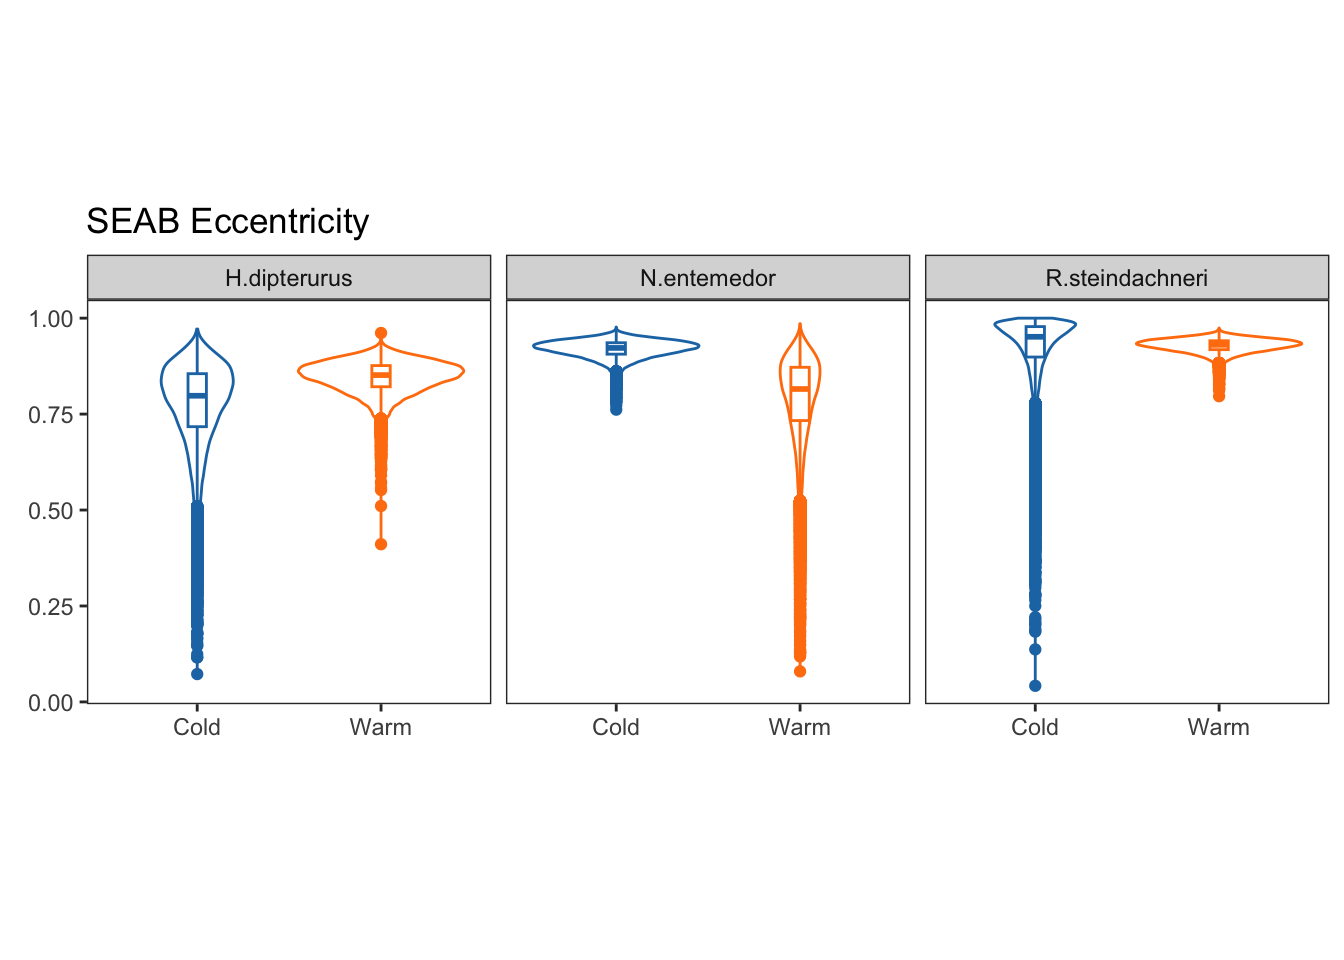 SEAB Eccentricity
H.dipterurus
N.entemedor
R.steindachneri
1.00
0.75
0.50
0.25
0.00
Cold
Warm
Cold
Warm
Cold
Warm